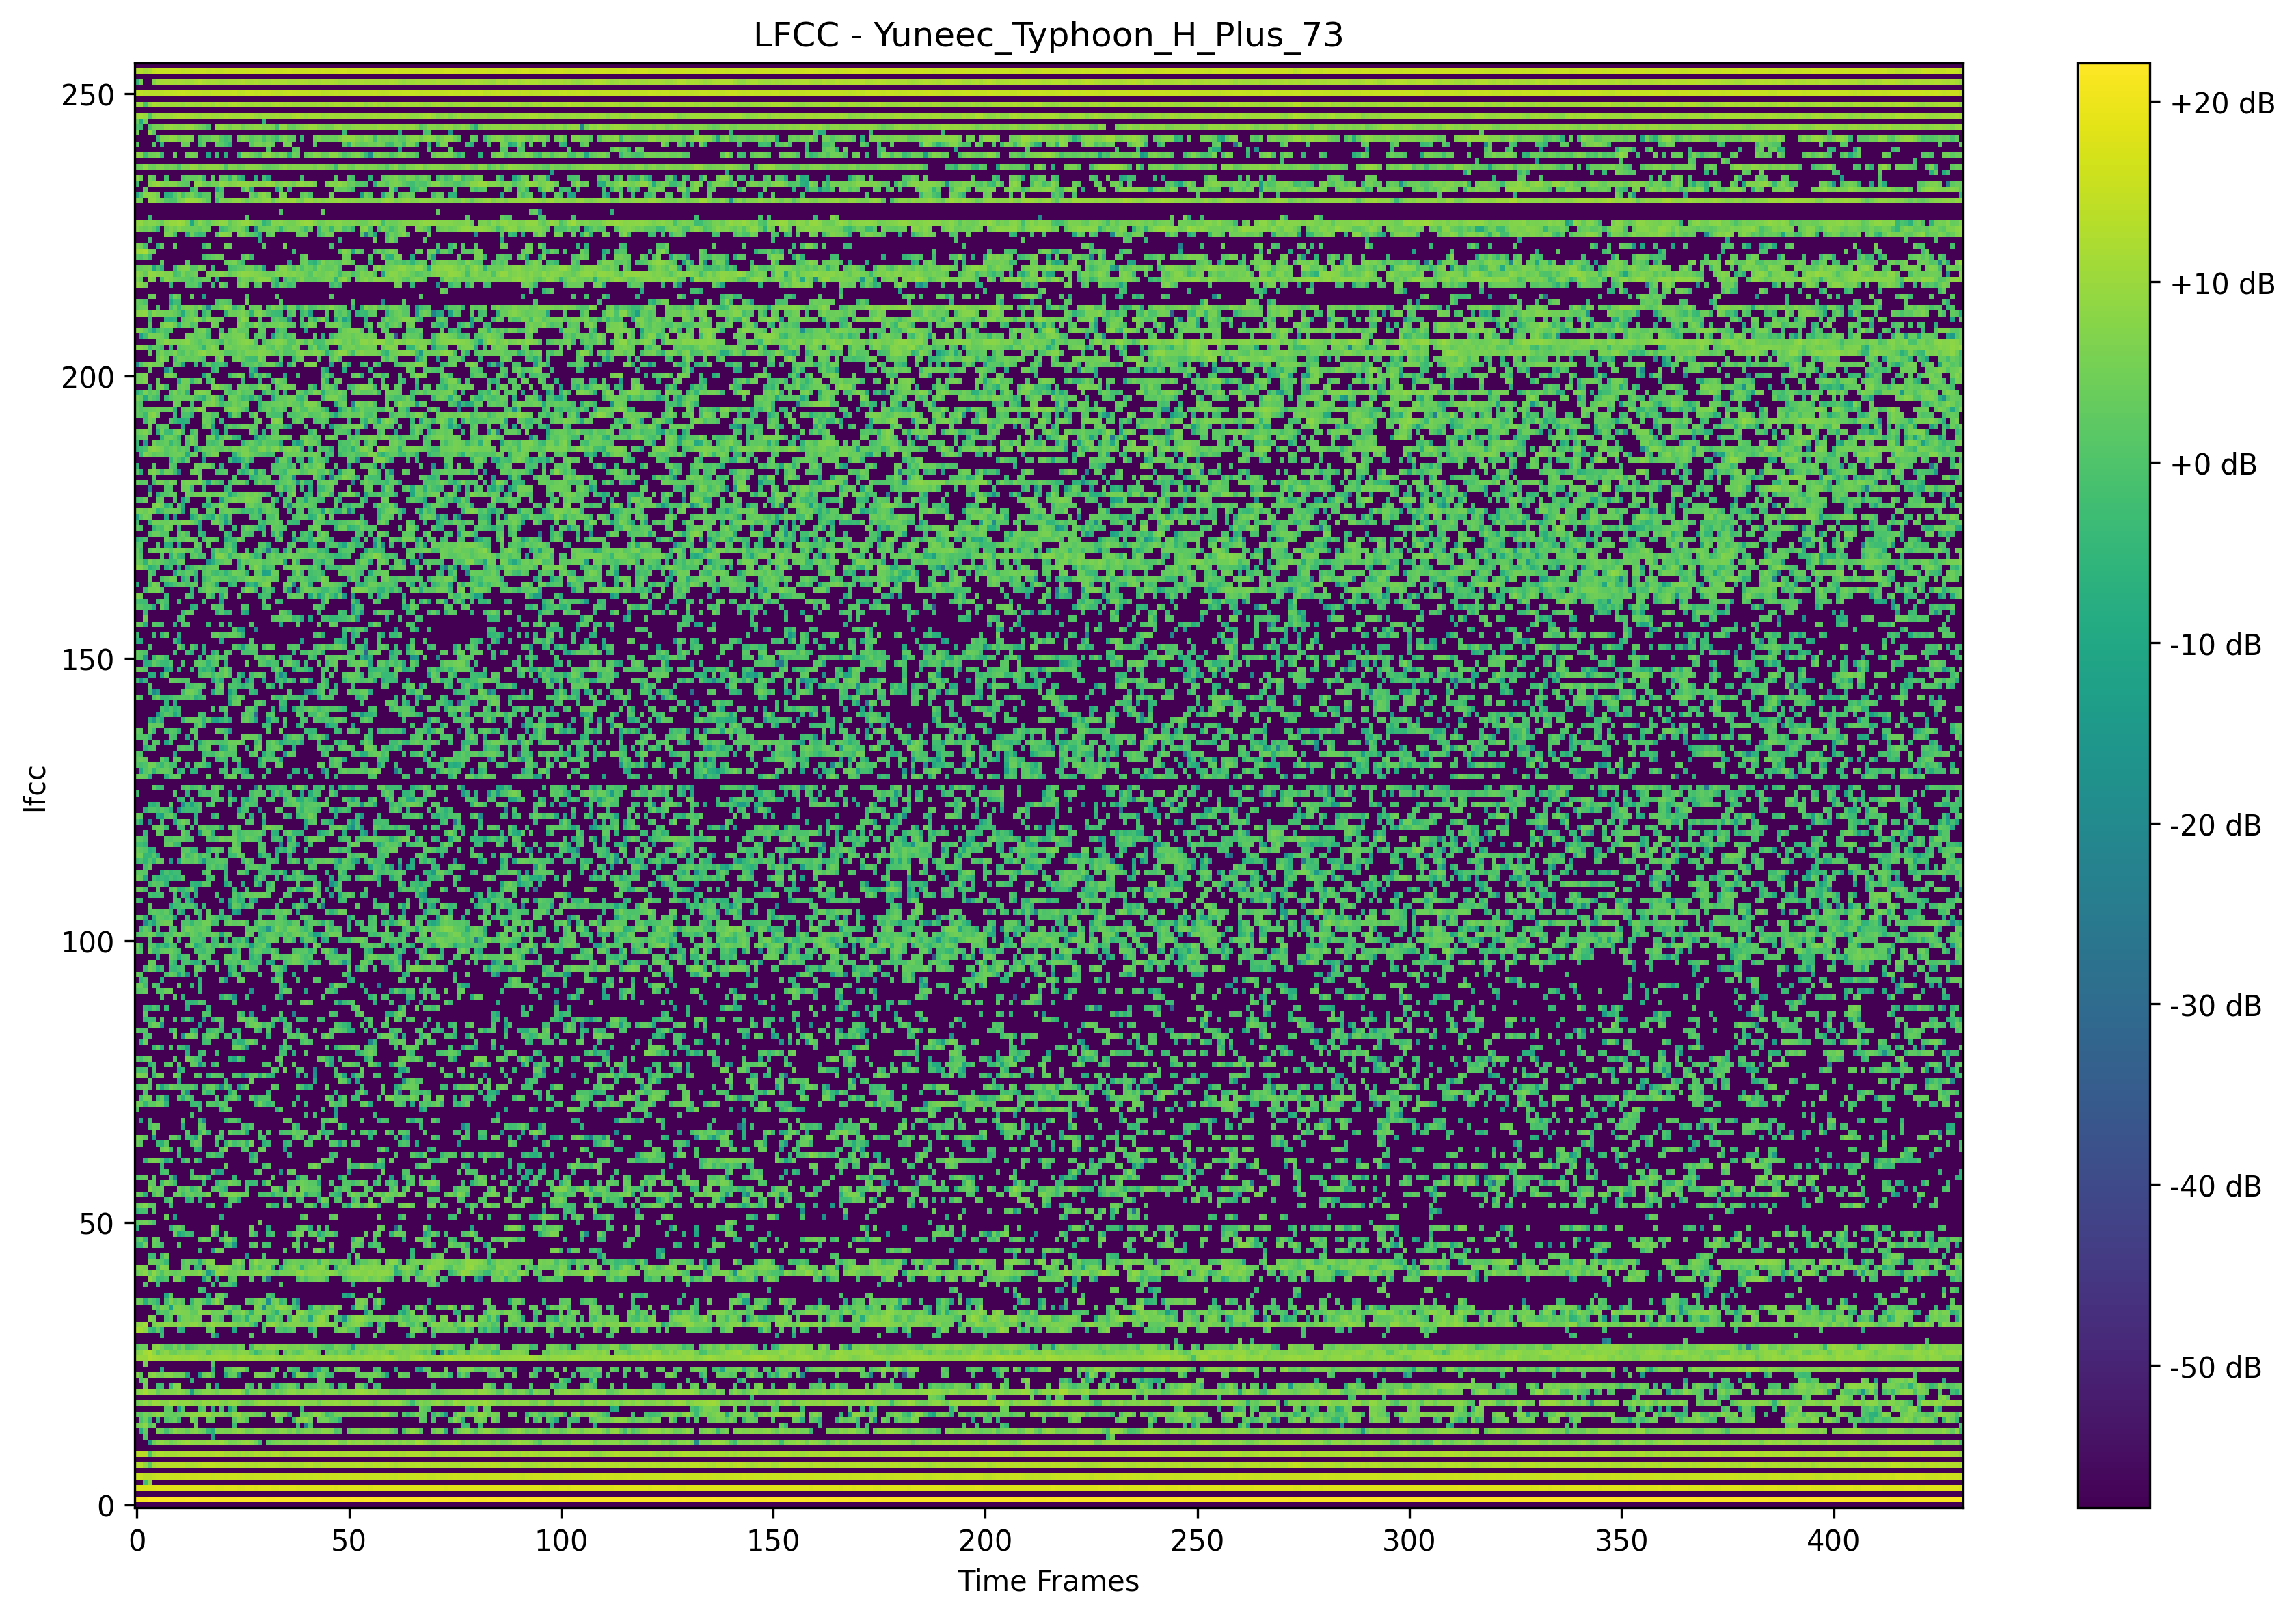 LFCC - Yuneec_Typhoon_H_Plus_73
250
200
150
100
50
0
lfcc
0 50 100 150 200 250 300 350 400
Time Frames
+20 dB
+10 dB
+0 dB
-10 dB
-20 dB
-30 dB
-40 dB
-50 dB